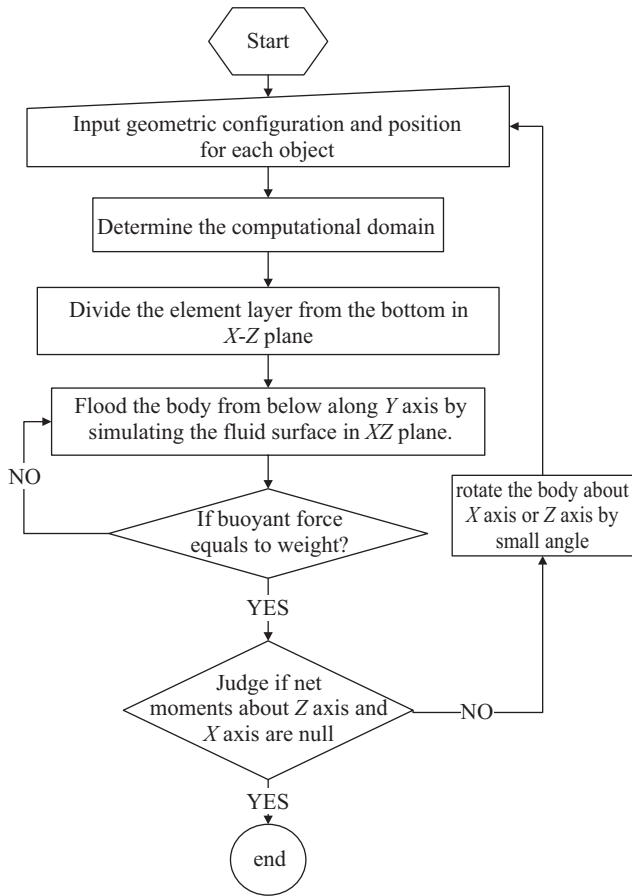 Start
Input geometric configuration and position
for each object
Determine the computational domain
Divide the element layer from the bottom in
X-Z plane
Flood the body from below along Y axis by
simulating the fluid surface in XZ plane.
NO
If buoyant force
equals to weight?
rotate the body about
X axis or Z axis by
small angle
YES
Judge if net
moments about Z axis and
X axis are null
NO
YES
end